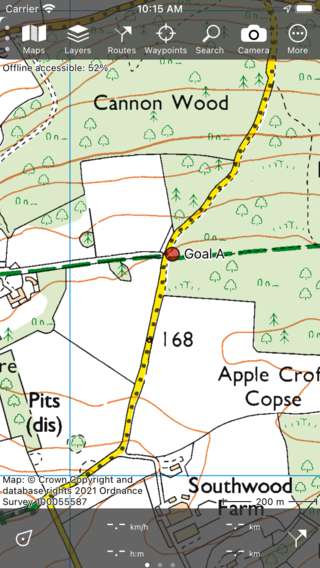 Carrier
10:15 AM
Maps
Layers
Routes
Waypoints
Search
Camera
More
Offline accessible: 52%
Cannon Wood
Goal A
168
re
Apple Crof
Copse
Pits
(dis)
Map: © Crown Copyright and
database rights 2021 Ordnance
Survey 100055587
Southwood
Farm
200 m
-.- km/h
-.- km
-.- h:m
-.- km